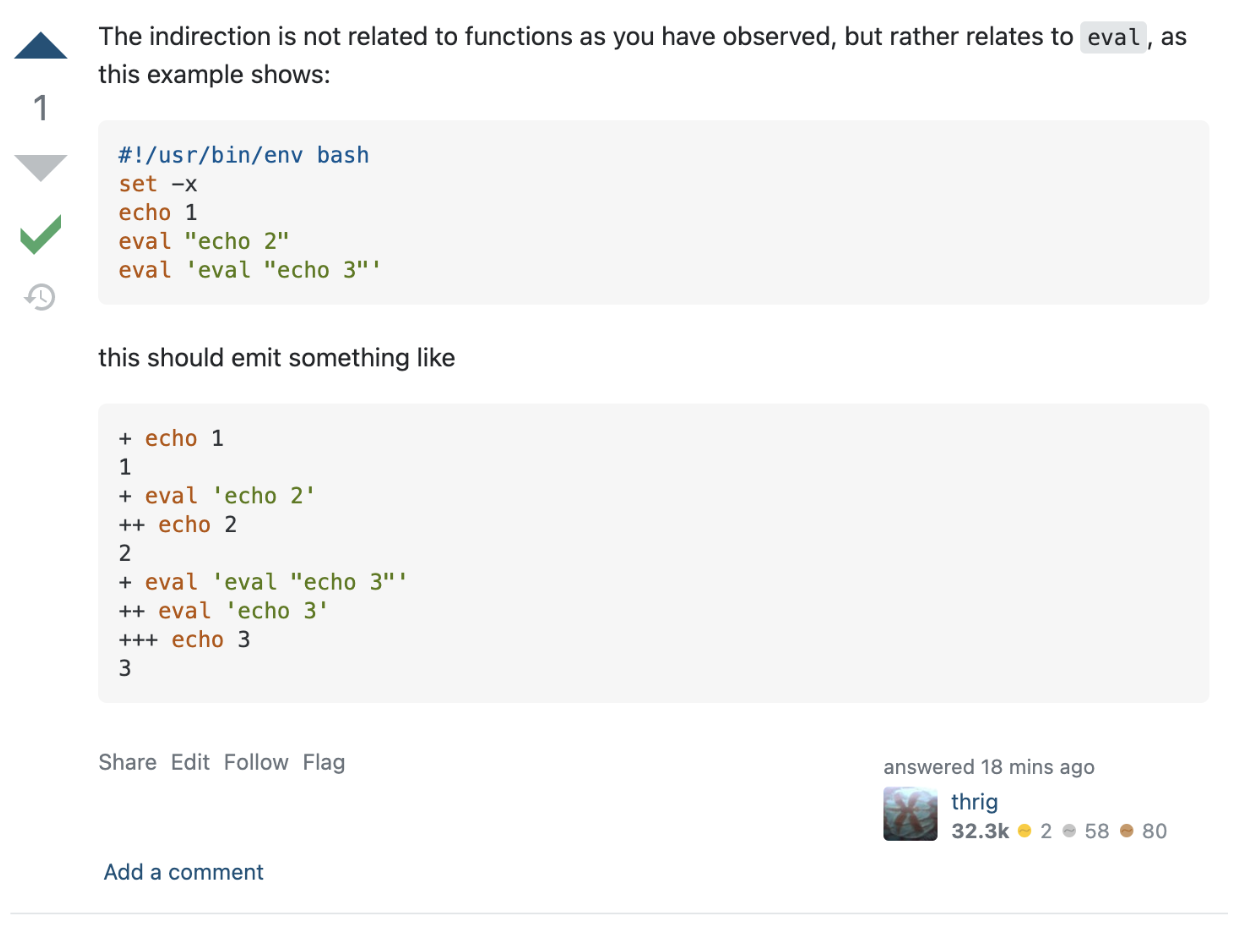 The indirection is not related to functions as you have observed, but rather relates to eval, as
this example shows:
1
#!/usr/bin/env bash
set -x
echo 1
eval "echo 2"
eval 'eval "echo 3"'
this should emit something like
+ echo 1
1
+ eval 'echo 2'
++ echo 2
2
+ eval 'eval "echo 3"'
++ eval 'echo 3'
+++ echo 3
3
Share Edit Follow Flag
answered 18 mins ago
thrig
32.3k 2 58 80
Add a comment